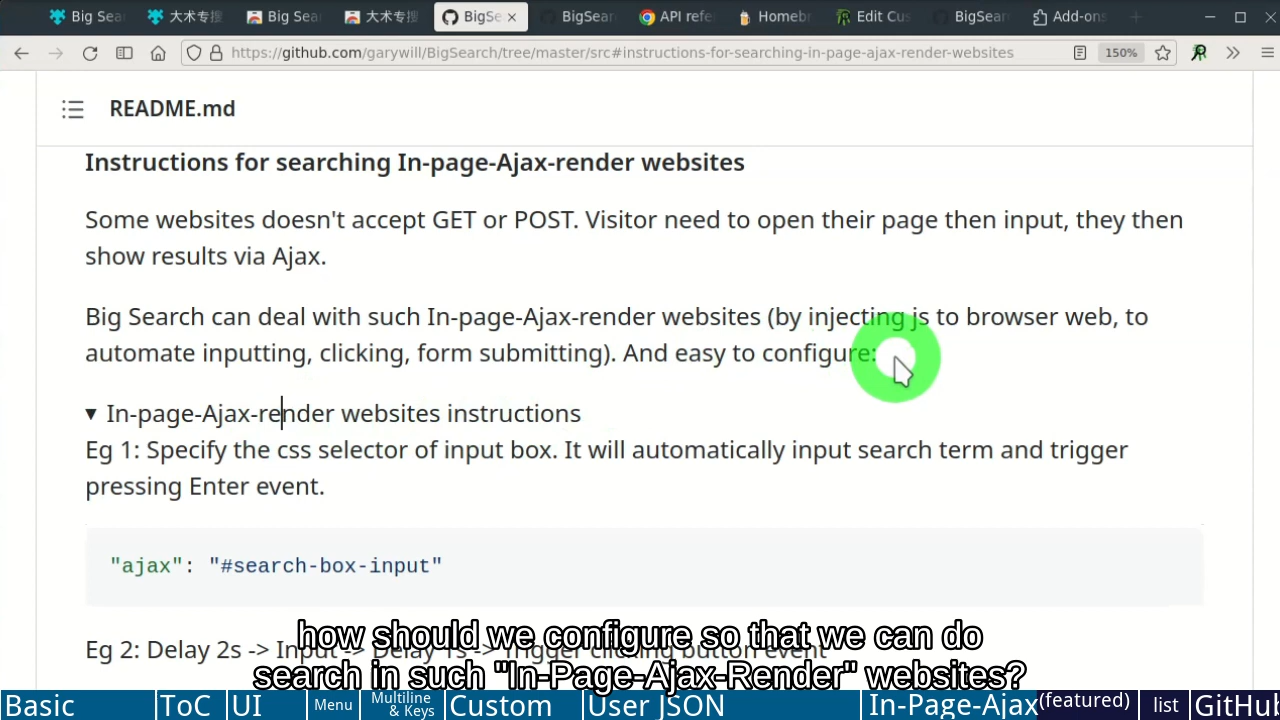 Big Sea
大术专搜
Big Sea
大术专搜
BigSe
BigSear
API refe
Homebr
Edit Cus
BigSear
Add-ons
https://github.com/garywill/BigSearch/tree/master/src#instructions-for-searching-in-page-ajax-render-websites
150%
README.md
Instructions for searching In-page-Ajax-render websites
Some websites doesn't accept GET or POST. Visitor need to open their page then input, they then
show results via Ajax.
Big Search can deal with such In-page-Ajax-render websites (by injecting js to browser web, to
automate inputting, clicking, form submitting). And easy to configure:
In-page-Ajax-render websites instructions
Eg 1: Specify the css selector of input box. It will automatically input search term and trigger
pressing Enter event.
"ajax": "#search-box-input"
Eg 2: Delay 2s -> Input -> Delay 1s -> Trigger clicking button event
how should we configure so that we can do
search in such "In-Page-Ajax-Render" websites?
Basic
ToC
UI
Menu
Multiline
& Keys
Custom
User JSON
In-Page-Ajax(featured)
list
GitHub